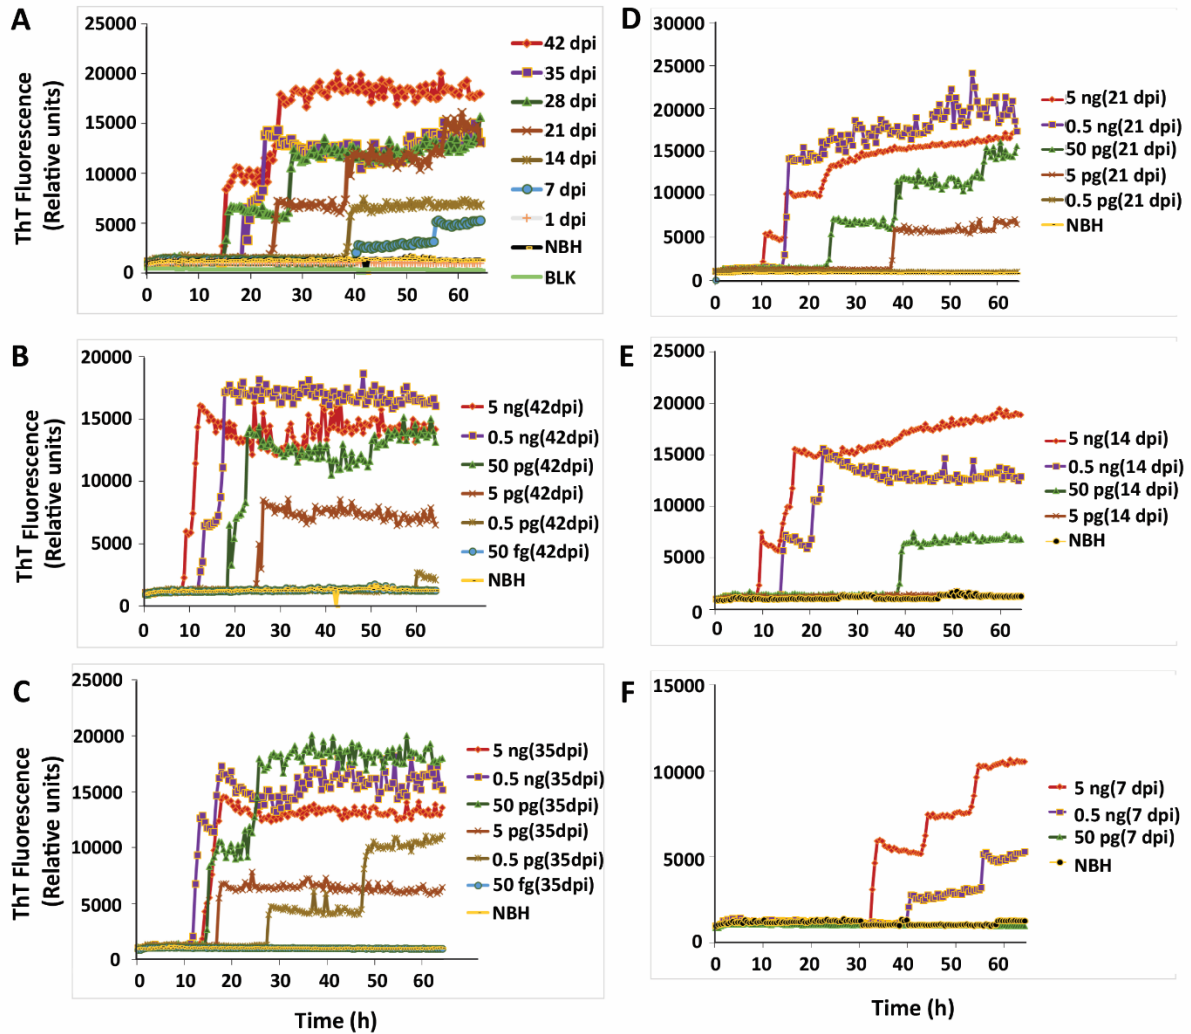 A
ThT Fluorescence
(Relative units)
25000
20000
15000
10000
5000
0
0 10 20 30 40 50 60
42 dpi
35 dpi
28 dpi
21 dpi
14 dpi
7 dpi
1 dpi
NBH
BLK
B
ThT Fluorescence
(Relative units)
20000
15000
10000
5000
0
0 10 20 30 40 50 60
5 ng(42dpi)
0.5 ng(42dpi)
50 pg(42dpi)
5 pg(42dpi)
0.5 pg(42dpi)
50 fg(42dpi)
NBH
C
ThT Fluorescence
(Relative units)
25000
20000
15000
10000
5000
0
0 10 20 30 40 50 60
Time (h)
5 ng(35dpi)
0.5 ng(35dpi)
50 pg(35dpi)
5 pg(35dpi)
0.5 pg(35dpi)
50 fg(35dpi)
NBH
D
30000
25000
20000
15000
10000
5000
0
0 10 20 30 40 50 60
5 ng(21 dpi)
0.5 ng(21 dpi)
50 pg(21 dpi)
5 pg(21 dpi)
0.5 pg(21 dpi)
NBH
E
25000
20000
15000
10000
5000
0
0 10 20 30 40 50 60
5 ng(14 dpi)
0.5 ng(14 dpi)
50 pg(14 dpi)
5 pg(14 dpi)
NBH
F
15000
10000
5000
0
0 10 20 30 40 50 60
Time (h)
5 ng(7 dpi)
0.5 ng(7 dpi)
50 pg(7 dpi)
NBH